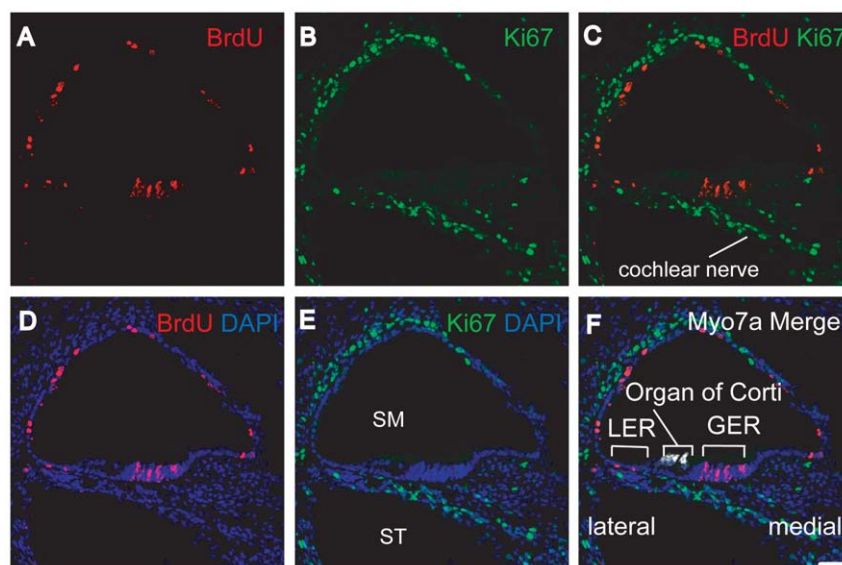 A BrdU
B Ki67
C BrdU Ki67
cochlear nerve
D BrdU DAPI
E Ki67 DAPI
SM
ST
F Myo7a Merge
Organ of Corti
LER GER
lateral medial